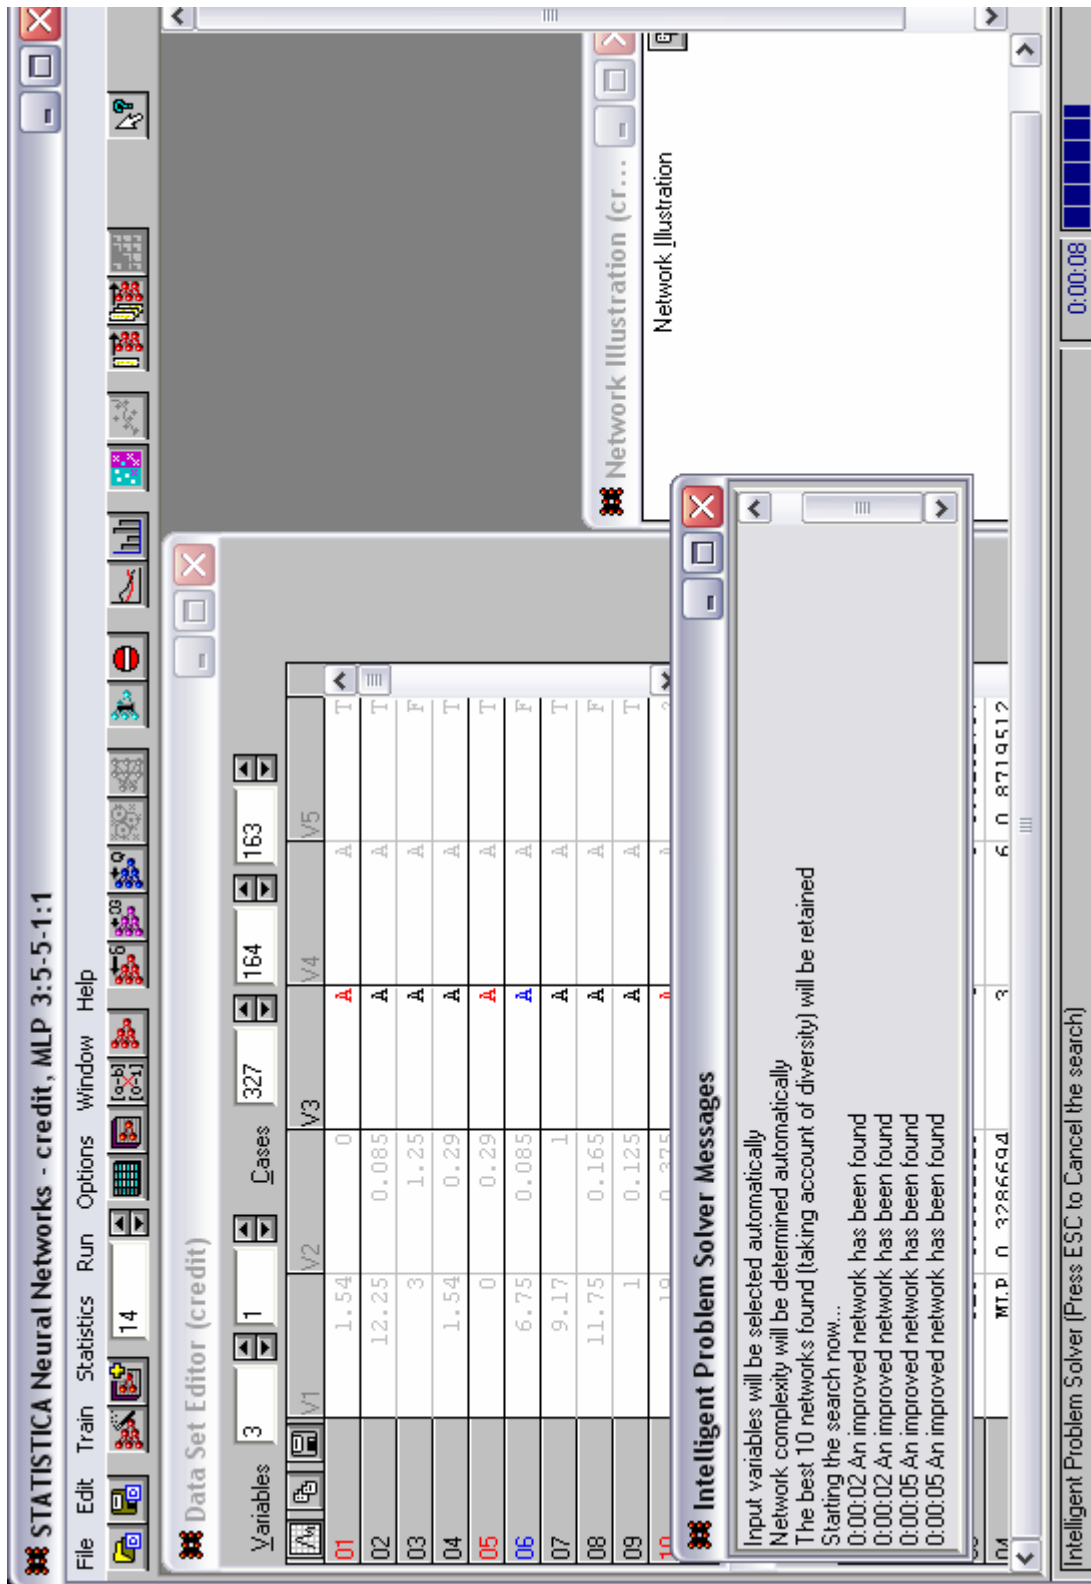 STATISTICA Neural Networks - credit, MLP 3:5-5-1:1
File Edit Train Statistics Run Options Window Help
14
Data Set Editor (credit)
Variables 3 1 Cases 327 164 163
V1 V2 V3 V4 V5
01 1.54 0 A A T
02 12.25 0.085 A A T
03 3 1.25 A A F
04 1.54 0.29 A A T
05 0 0.29 A A T
06 6.75 0.085 A A F
07 9.17 1 A A T
08 11.75 0.165 A A F
09 1 0.125 A A T
10 19 0.375
Network Illustration (cr...
Network Illustration
Intelligent Problem Solver Messages
Input variables will be selected automatically
Network complexity will be determined automatically
The best 10 networks found (taking account of diversity) will be retained
Starting the search now...
0:00:02 An improved network has been found
0:00:02 An improved network has been found
0:00:05 An improved network has been found
0:00:05 An improved network has been found
04 MLP 0.3286694 3 6 0.8719512
Intelligent Problem Solver (Press ESC to Cancel the search) 0:00:08